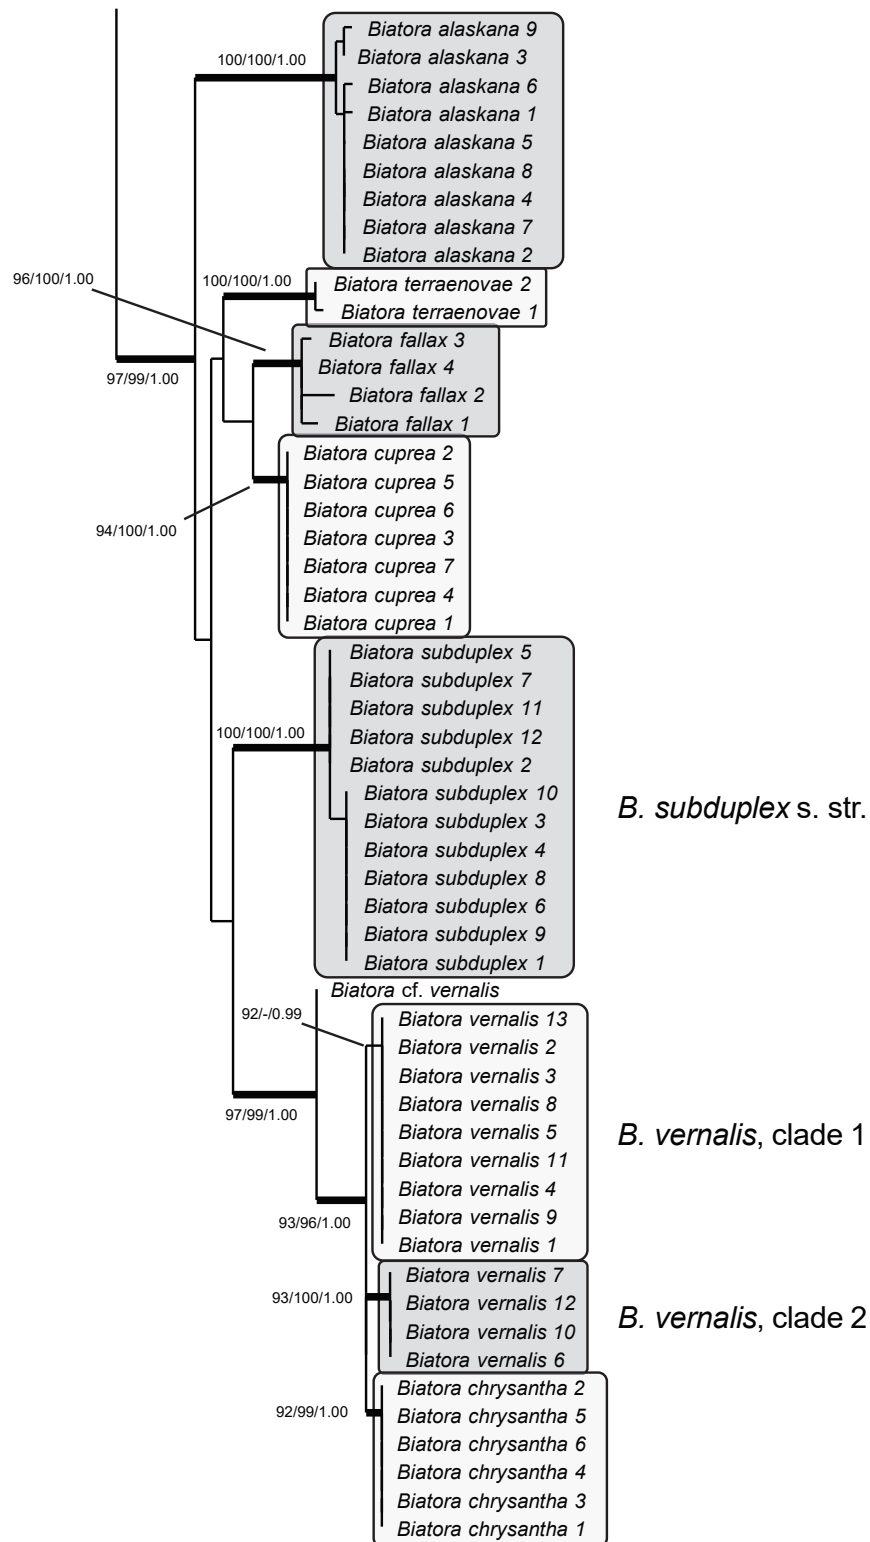 Biatora alaskana 9
100/100/1.00
Biatora alaskana 3
Biatora alaskana 6
Biatora alaskana 1
Biatora alaskana 5
Biatora alaskana 8
Biatora alaskana 4
Biatora alaskana 7
Biatora alaskana 2
96/100/1.00
100/100/1.00
Biatora terraenovae 2
Biatora terraenovae 1
Biatora fallax 3
Biatora fallax 4
97/99/1.00
Biatora fallax 2
Biatora fallax 1
Biatora cuprea 2
Biatora cuprea 5
Biatora cuprea 6
94/100/1.00
Biatora cuprea 3
Biatora cuprea 7
Biatora cuprea 4
Biatora cuprea 1
Biatora subduplex 5
Biatora subduplex 7
Biatora subduplex 11
100/100/1.00
Biatora subduplex 12
Biatora subduplex 2
Biatora subduplex 10
B. subduplex s. str.
Biatora subduplex 3
Biatora subduplex 4
Biatora subduplex 8
Biatora subduplex 6
Biatora subduplex 9
Biatora subduplex 1
Biatora cf. vernalis
92/-/0.99
Biatora vernalis 13
Biatora vernalis 2
Biatora vernalis 3
Biatora vernalis 8
97/99/1.00
Biatora vernalis 5
B. vernalis, clade 1
Biatora vernalis 11
Biatora vernalis 4
Biatora vernalis 9
93/96/1.00
Biatora vernalis 1
Biatora vernalis 7
93/100/1.00
Biatora vernalis 12
B. vernalis, clade 2
Biatora vernalis 10
Biatora vernalis 6
Biatora chrysantha 2
92/99/1.00
Biatora chrysantha 5
Biatora chrysantha 6
Biatora chrysantha 4
Biatora chrysantha 3
Biatora chrysantha 1